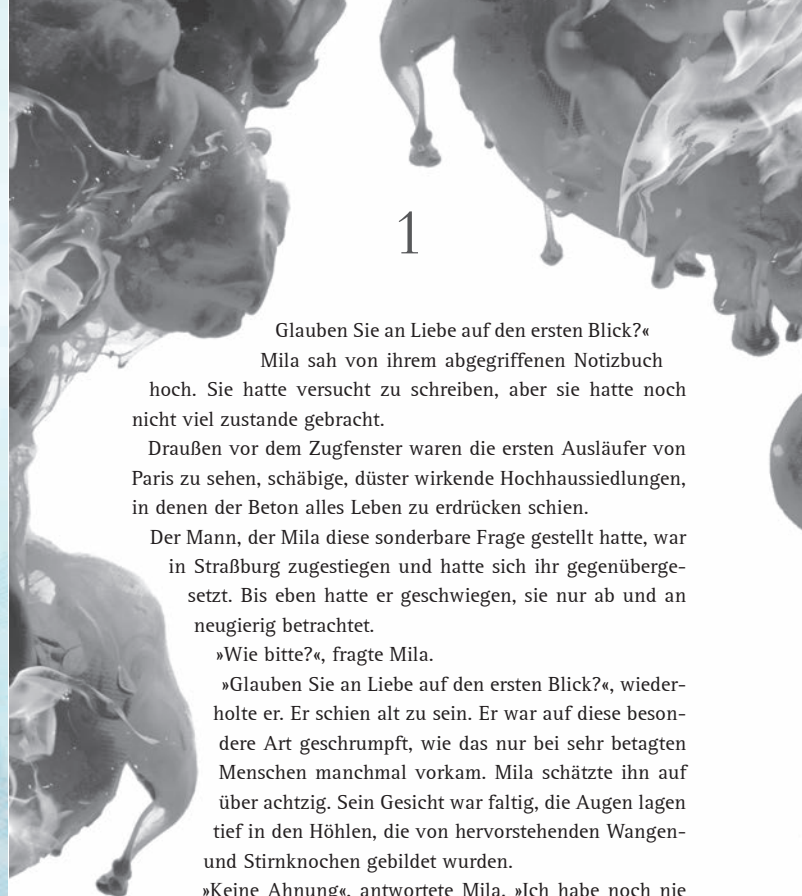 1
Glauben Sie an Liebe auf den ersten Blick?«
Mila sah von ihrem abgegriffenen Notizbuch
hoch. Sie hatte versucht zu schreiben, aber sie hatte noch
nicht viel zustande gebracht.
Draußen vor dem Zugfenster waren die ersten Ausläufer von
Paris zu sehen, schäbige, düster wirkende Hochhaussiedlungen,
in denen der Beton alles Leben zu erdrücken schien.
Der Mann, der Mila diese sonderbare Frage gestellt hatte, war
in Straßburg zugestiegen und hatte sich ihr gegenüberge-
setzt. Bis eben hatte er geschwiegen, sie nur ab und an
neugierig betrachtet.
»Wie bitte?«, fragte Mila.
»Glauben Sie an Liebe auf den ersten Blick?«, wieder-
holte er. Er schien alt zu sein. Er war auf diese beson-
dere Art geschrumpft, wie das nur bei sehr betagten
Menschen manchmal vorkam. Mila schätzte ihn auf
über achtzig. Sein Gesicht war faltig, die Augen lagen
tief in den Höhlen, die von hervorstehenden Wangen-
und Stirnknochen gebildet wurden.
»Keine Ahnung«, antwortete Mila. »Ich habe noch nie